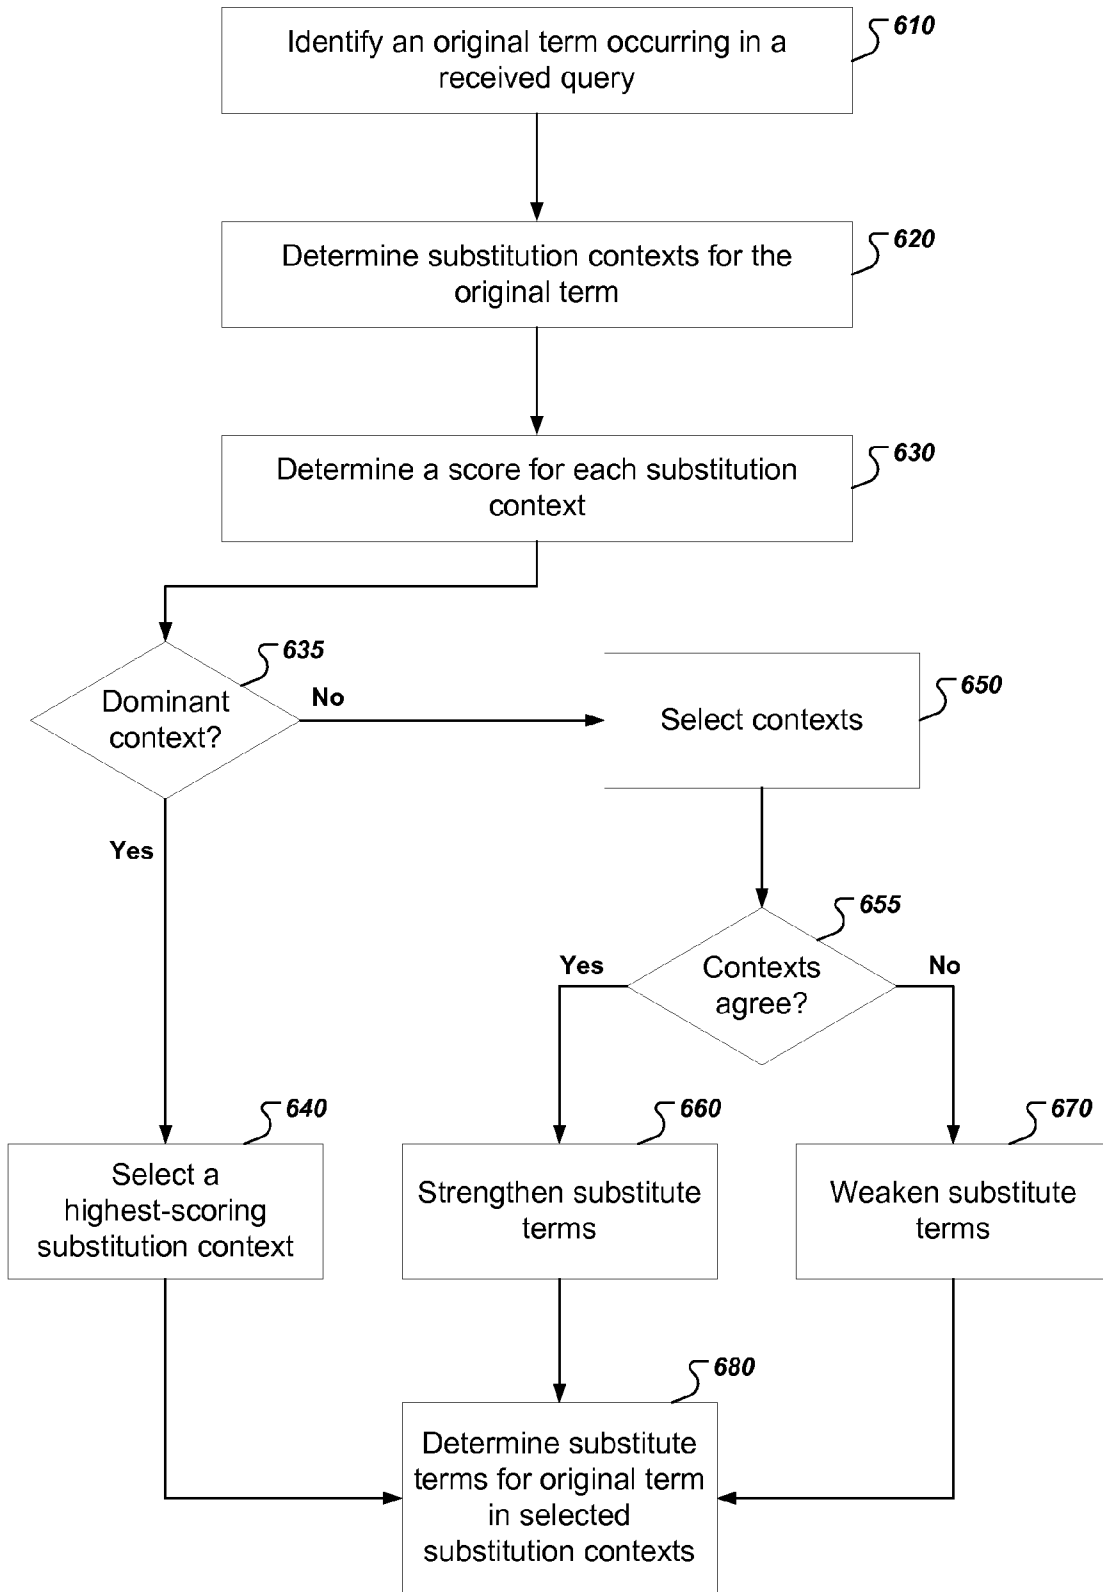 Identify an original term occurring in a
received query
610
Determine substitution contexts for the
original term
620
Determine a score for each substitution
context
630
635
Dominant
context?
No
Select contexts
650
Yes
655
Contexts
agree?
Yes
No
640
Select a
highest-scoring
substitution context
660
Strengthen substitute
terms
670
Weaken substitute
terms
680
Determine substitute
terms for original term
in selected
substitution contexts